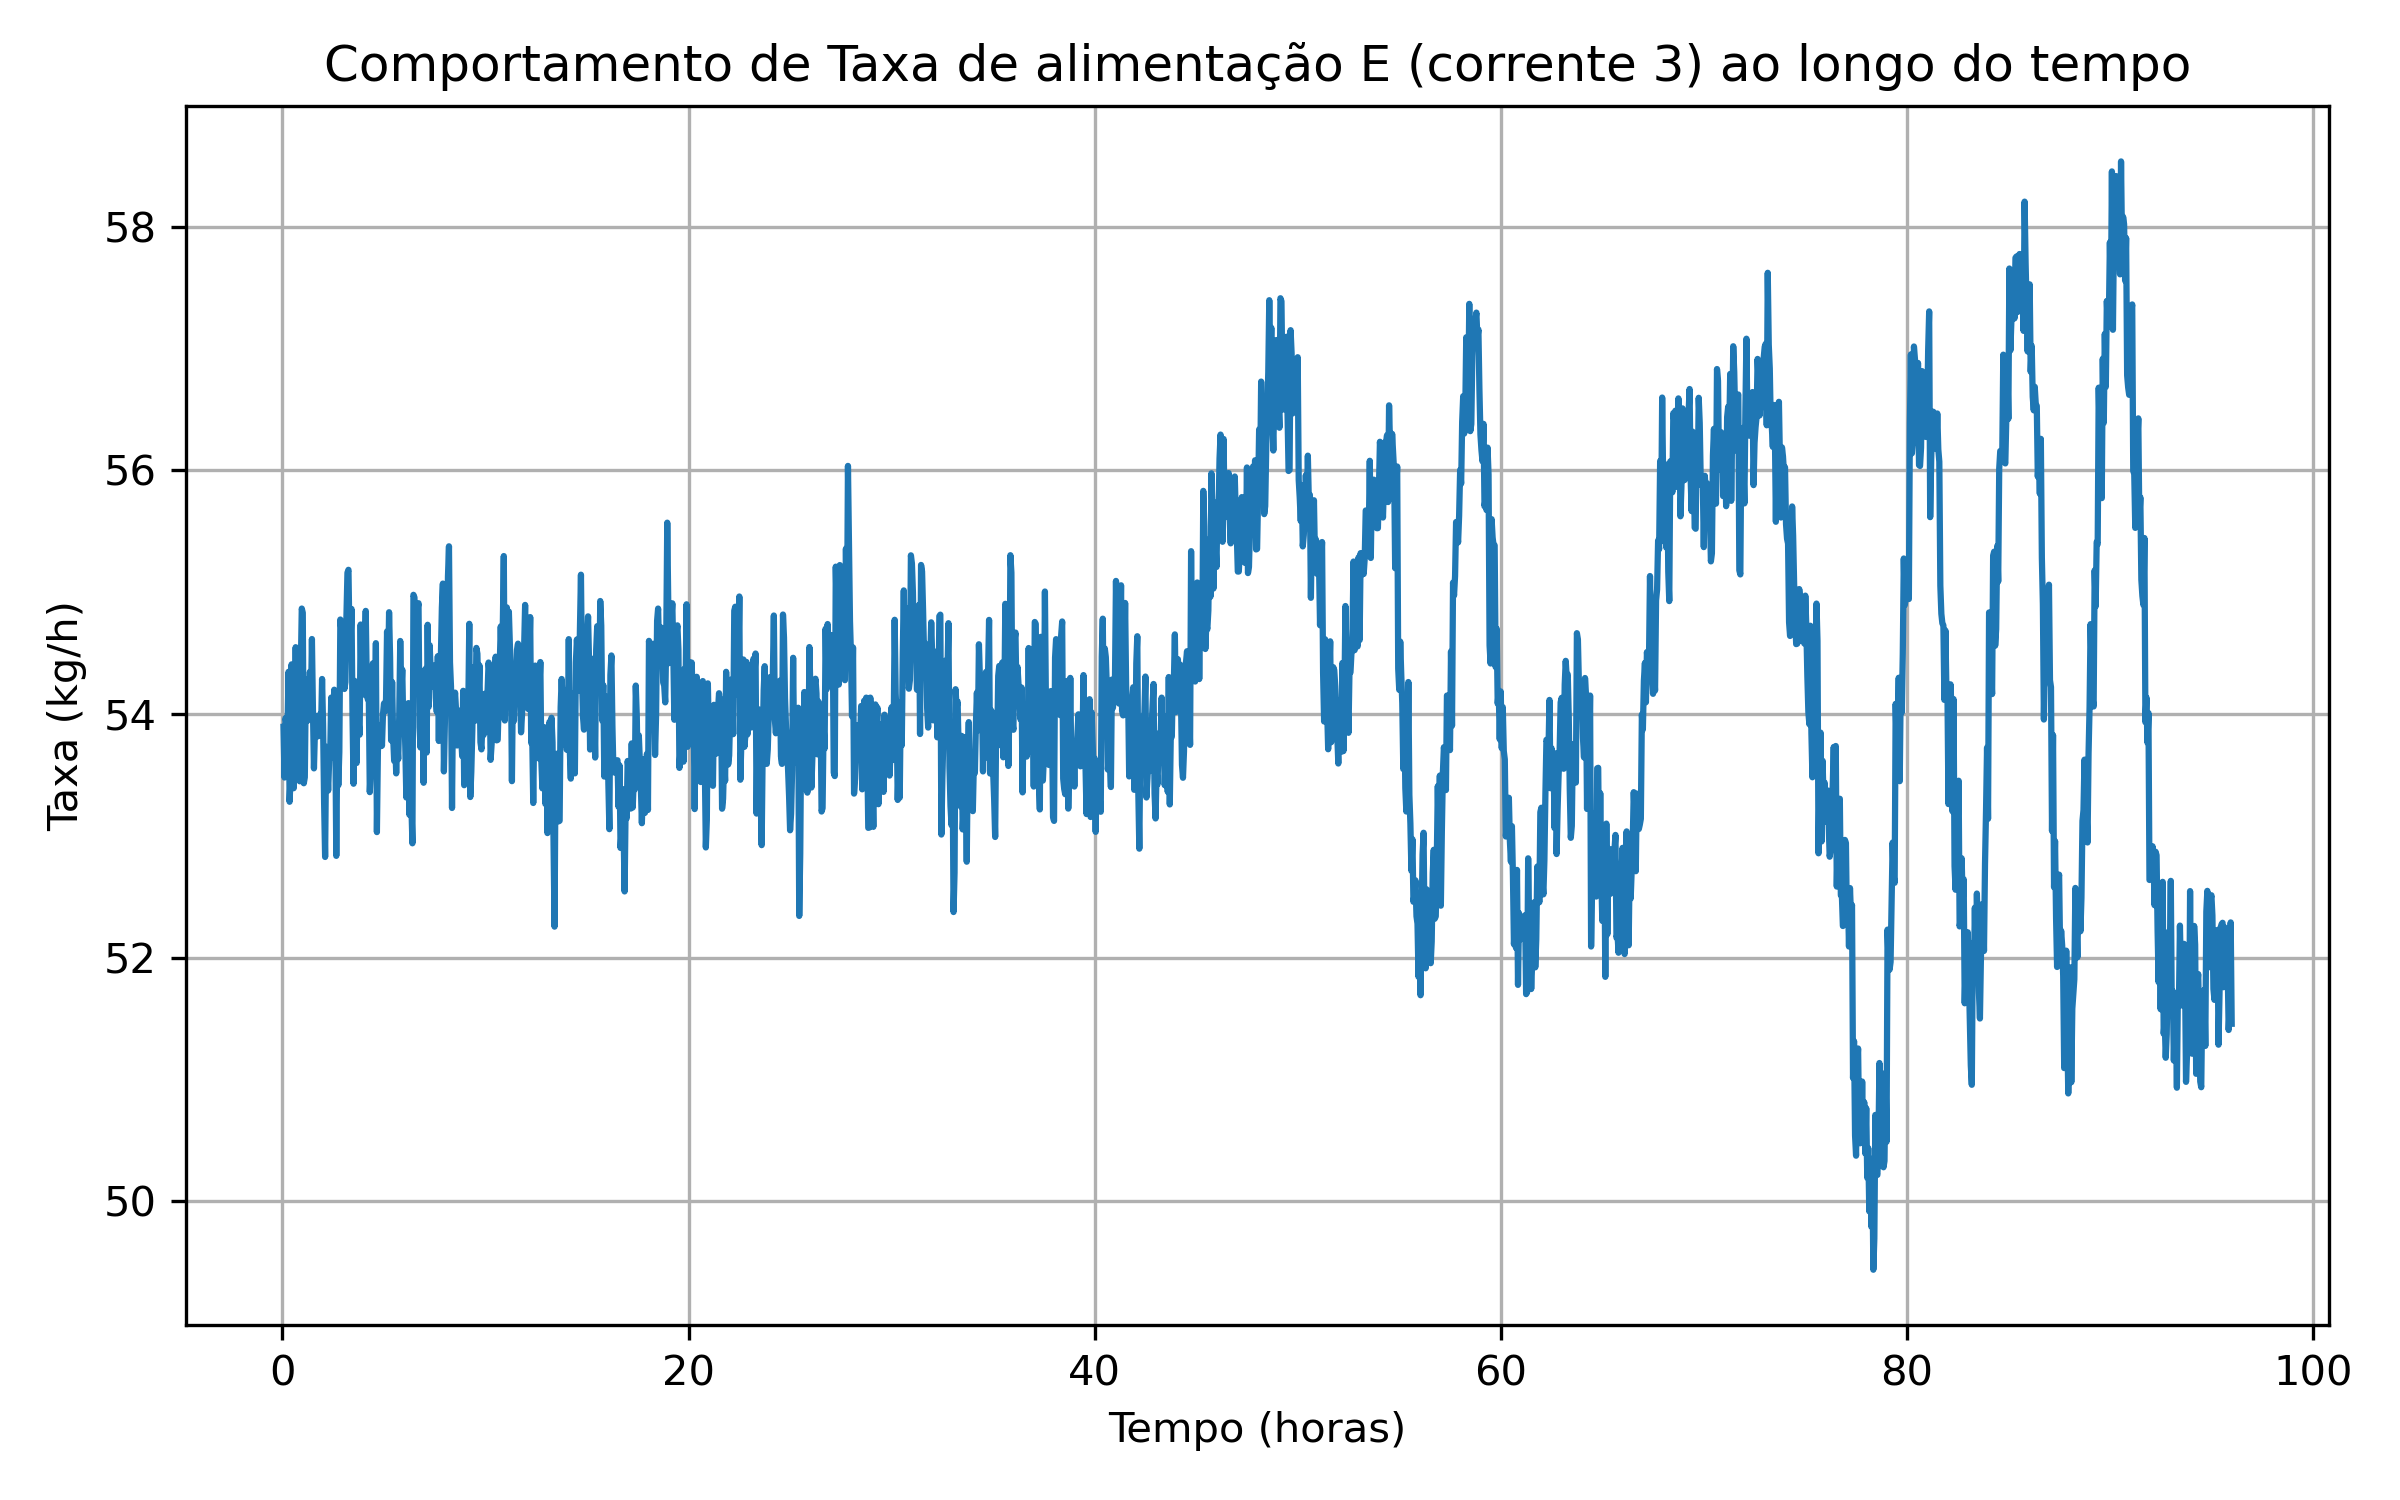 Comportamento de Taxa de alimentação E (corrente 3) ao longo do tempo
58
56
54
52
50
Taxa (kg/h)
0 20 40 60 80 100
Tempo (horas)